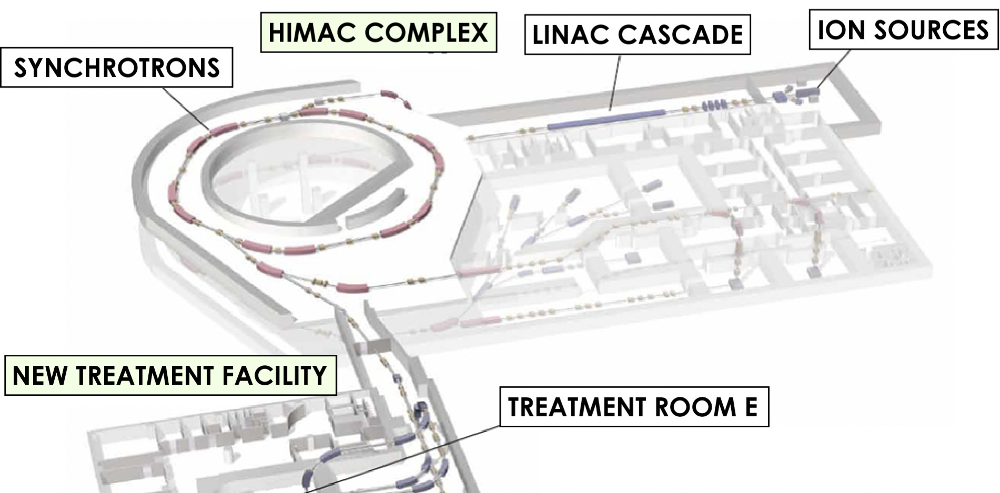 HIMAC COMPLEX
LINAC CASCADE
ION SOURCES
SYNCHROTRONS
NEW TREATMENT FACILITY
TREATMENT ROOM E